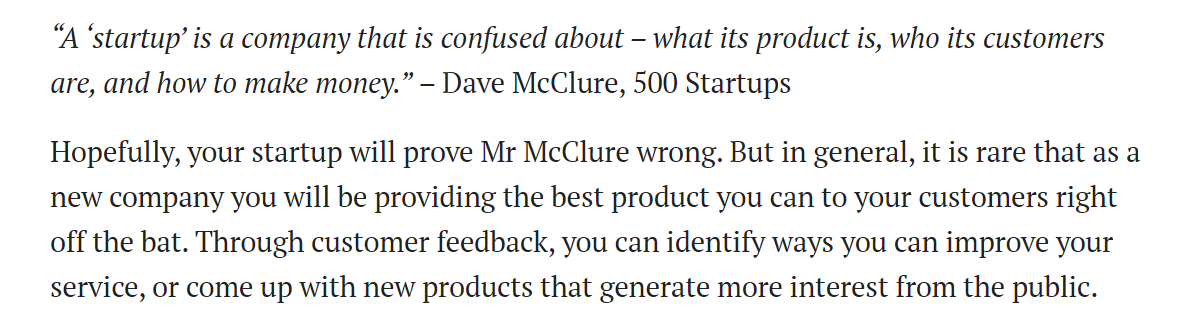 “A ‘startup’ is a company that is confused about – what its product is, who its customers
are, and how to make money.” – Dave McClure, 500 Startups
Hopefully, your startup will prove Mr McClure wrong. But in general, it is rare that as a
new company you will be providing the best product you can to your customers right
off the bat. Through customer feedback, you can identify ways you can improve your
service, or come up with new products that generate more interest from the public.